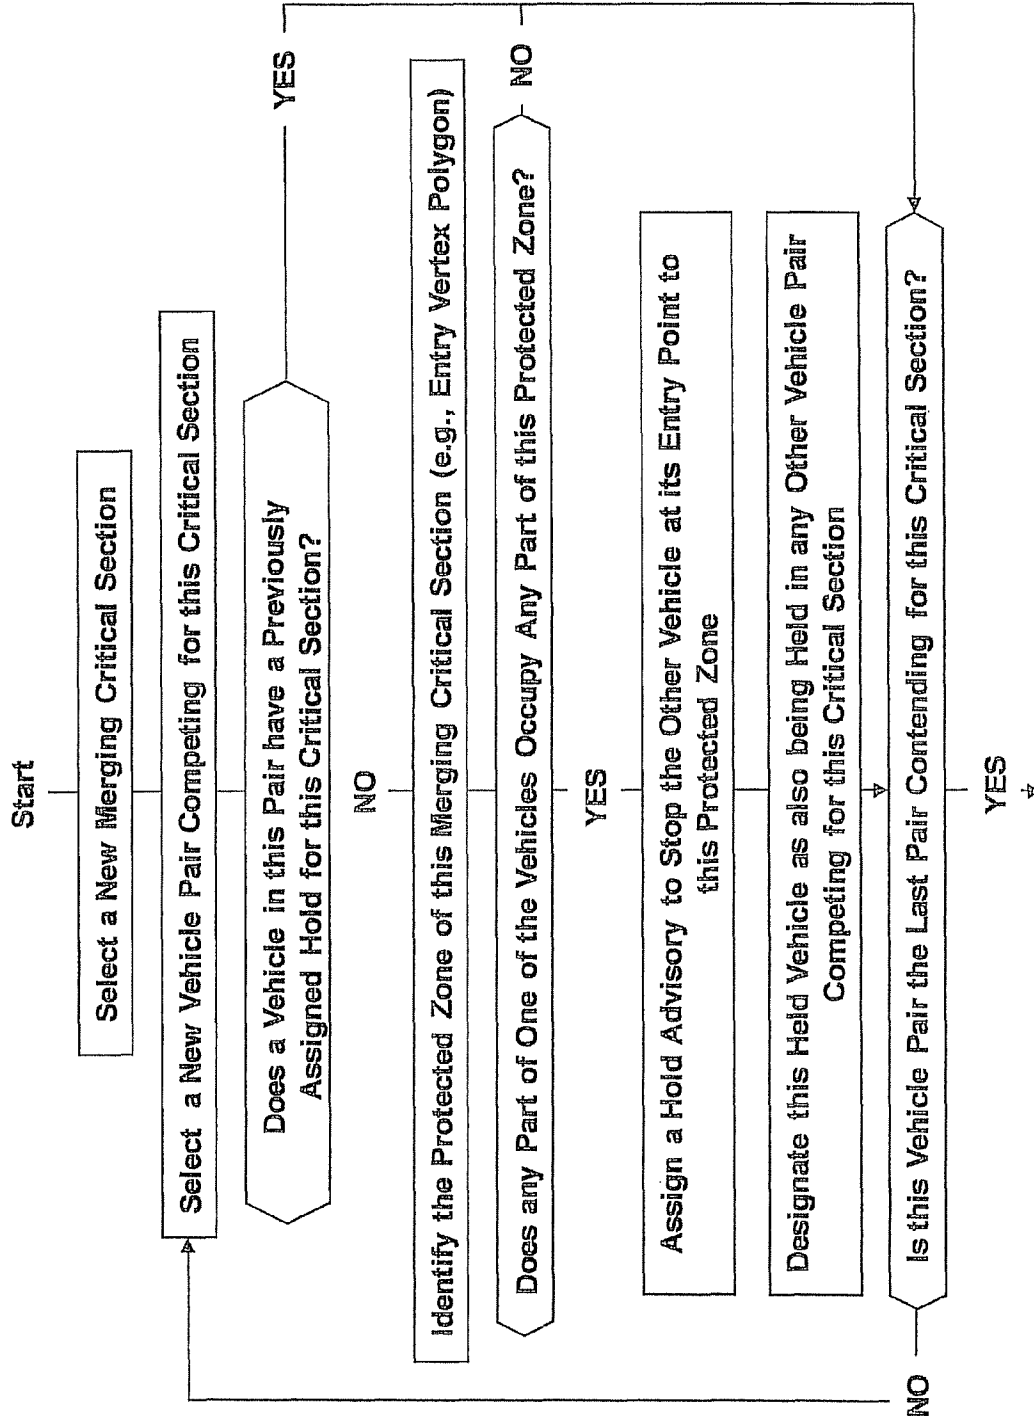 Start
Select a New Merging Critical Section
Select a New Vehicle Pair Competing for this Critical Section
Does a Vehicle in this Pair have a Previously
Assigned Hold for this Critical Section?
YES
NO
Identify the Protected Zone of this Merging Critical Section (e.g., Entry Vertex Polygon)
Does any Part of One of the Vehicles Occupy Any Part of this Protected Zone?
NO
YES
Assign a Hold Advisory to Stop the Other Vehicle at its Entry Point to
this Protected Zone
Designate this Held Vehicle as also being Held in any Other Vehicle Pair
Competing for this Critical Section
Is this Vehicle Pair the Last Pair Contending for this Critical Section?
NO
YES